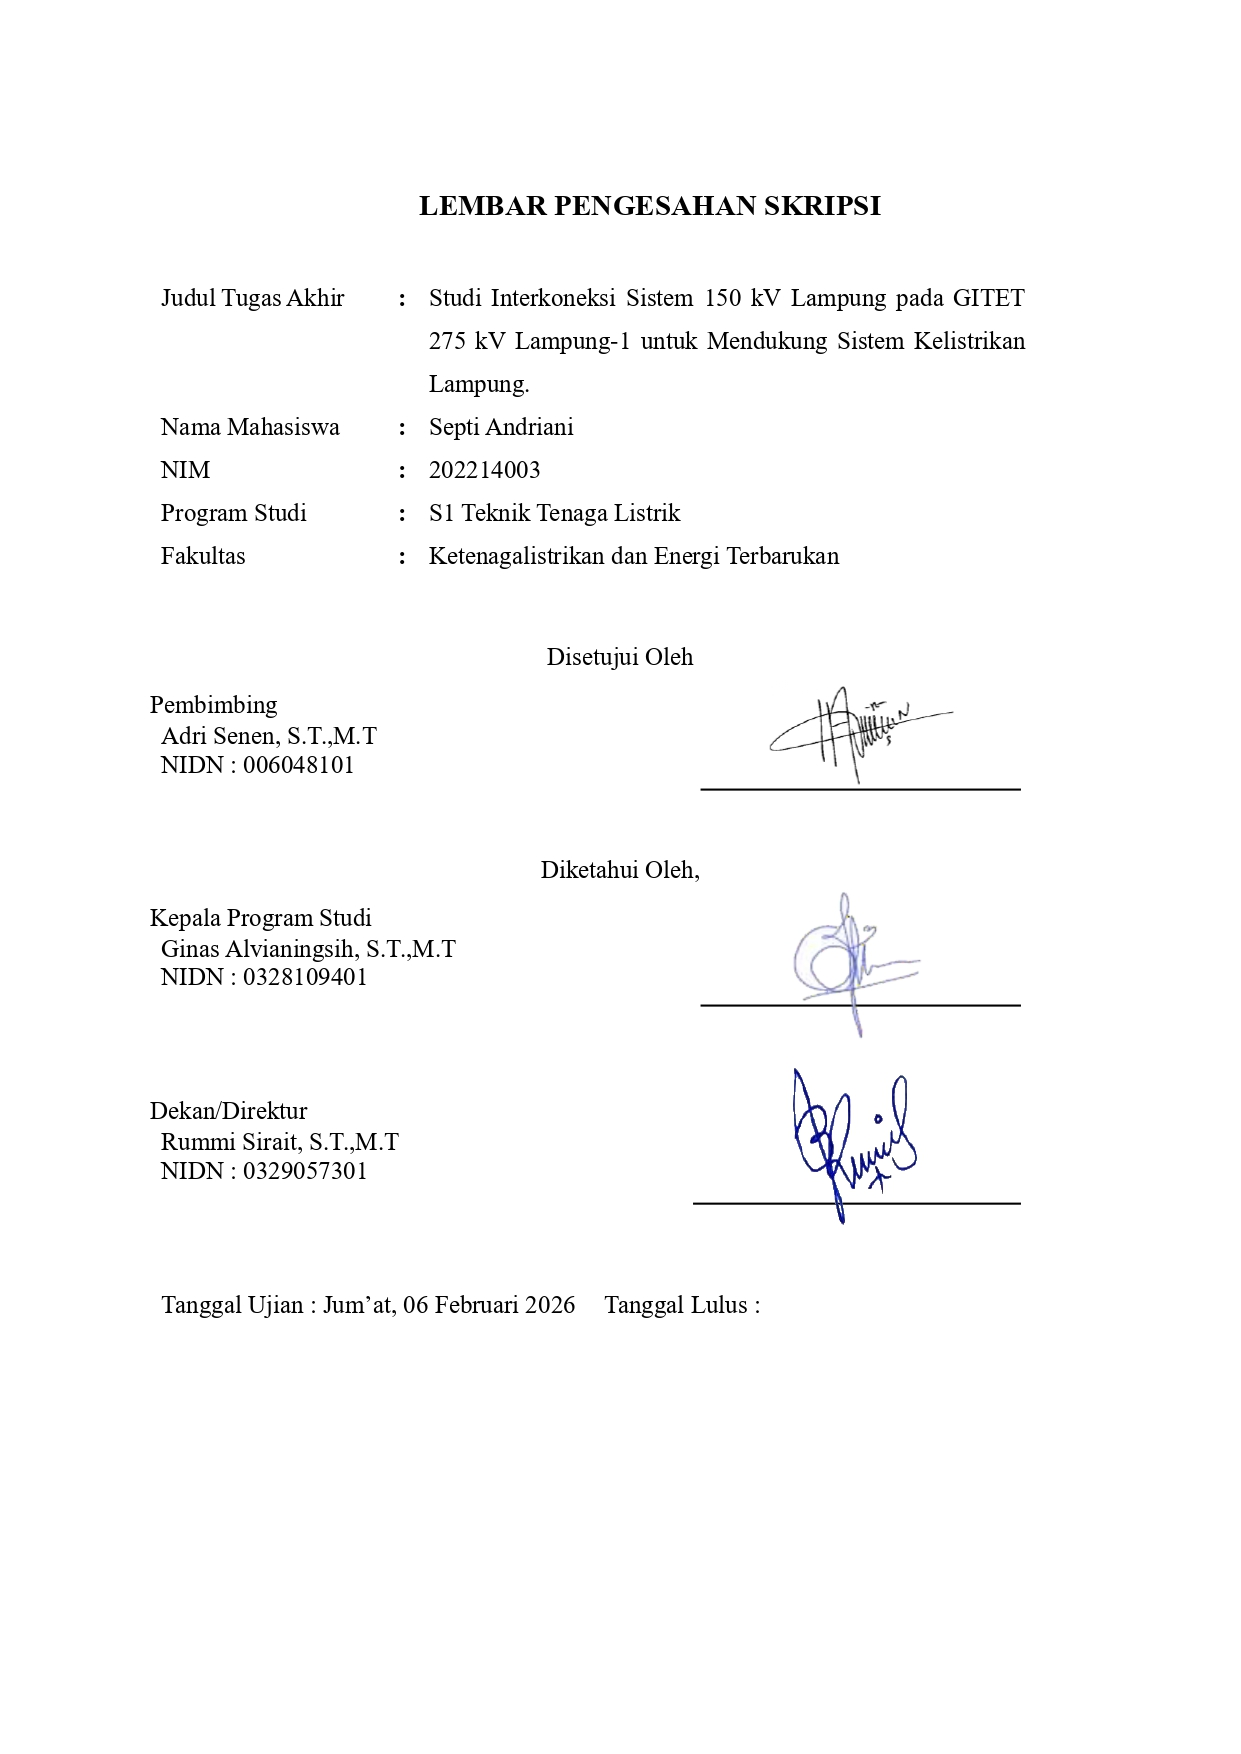 LEMBAR PENGESAHAN SKRIPSI
Judul Tugas Akhir : Studi Interkoneksi Sistem 150 kV Lampung pada GITET
275 kV Lampung-1 untuk Mendukung Sistem Kelistrikan
Lampung.
Nama Mahasiswa : Septi Andriani
NIM : 202214003
Program Studi : S1 Teknik Tenaga Listrik
Fakultas : Ketenagalistrikan dan Energi Terbarukan
Disetujui Oleh
Pembimbing
Adri Senen, S.T.,M.T
NIDN : 006048101
Diketahui Oleh,
Kepala Program Studi
Ginas Alvianingsih, S.T.,M.T
NIDN : 0328109401
Dekan/Direktur
Rummi Sirait, S.T.,M.T
NIDN : 0329057301
Tanggal Ujian : Jum’at, 06 Februari 2026 Tanggal Lulus :